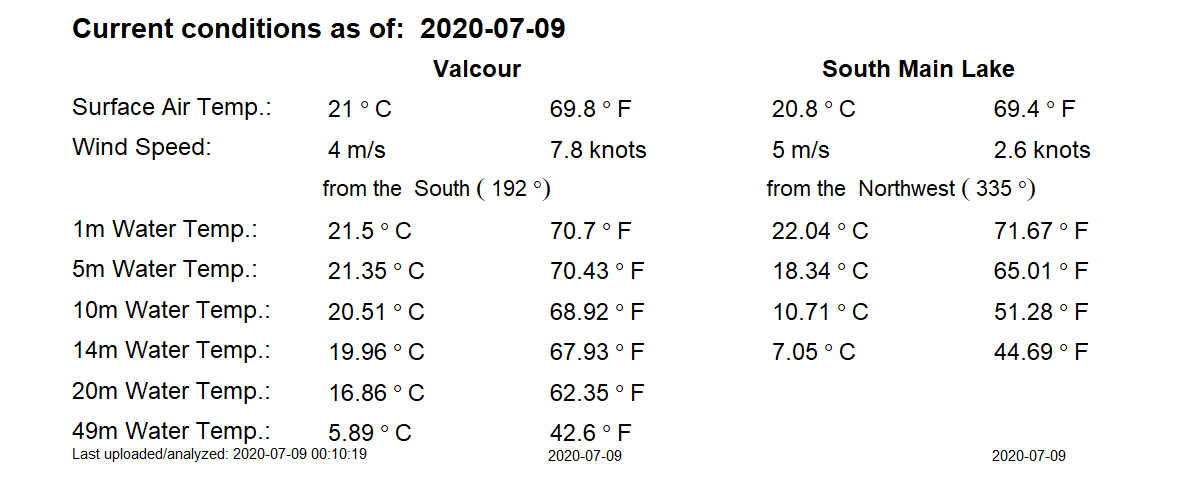 Current conditions as of: 2020-07-09
Valcour South Main Lake
Surface Air Temp.: 21 ° C 69.8 ° F 20.8 ° C 69.4 ° F
Wind Speed: 4 m/s 7.8 knots 5 m/s 2.6 knots
from the South ( 192 °) from the Northwest ( 335 °)
1m Water Temp.: 21.5 ° C 70.7 ° F 22.04 ° C 71.67 ° F
5m Water Temp.: 21.35 ° C 70.43 ° F 18.34 ° C 65.01 ° F
10m Water Temp.: 20.51 ° C 68.92 ° F 10.71 ° C 51.28 ° F
14m Water Temp.: 19.96 ° C 67.93 ° F 7.05 ° C 44.69 ° F
20m Water Temp.: 16.86 ° C 62.35 ° F
49m Water Temp.: 5.89 ° C 42.6 ° F
Last uploaded/analyzed: 2020-07-09 00:10:19 2020-07-09 2020-07-09